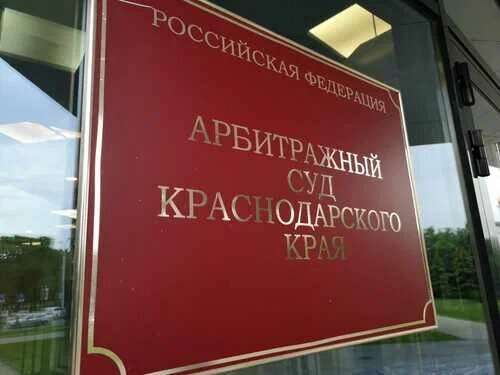 РОССИЙСКАЯ ФЕДЕРАЦИЯ
АРБИТРАЖНЫЙ
СУД
КРАСНОДАРСКОГО
КРАЯ